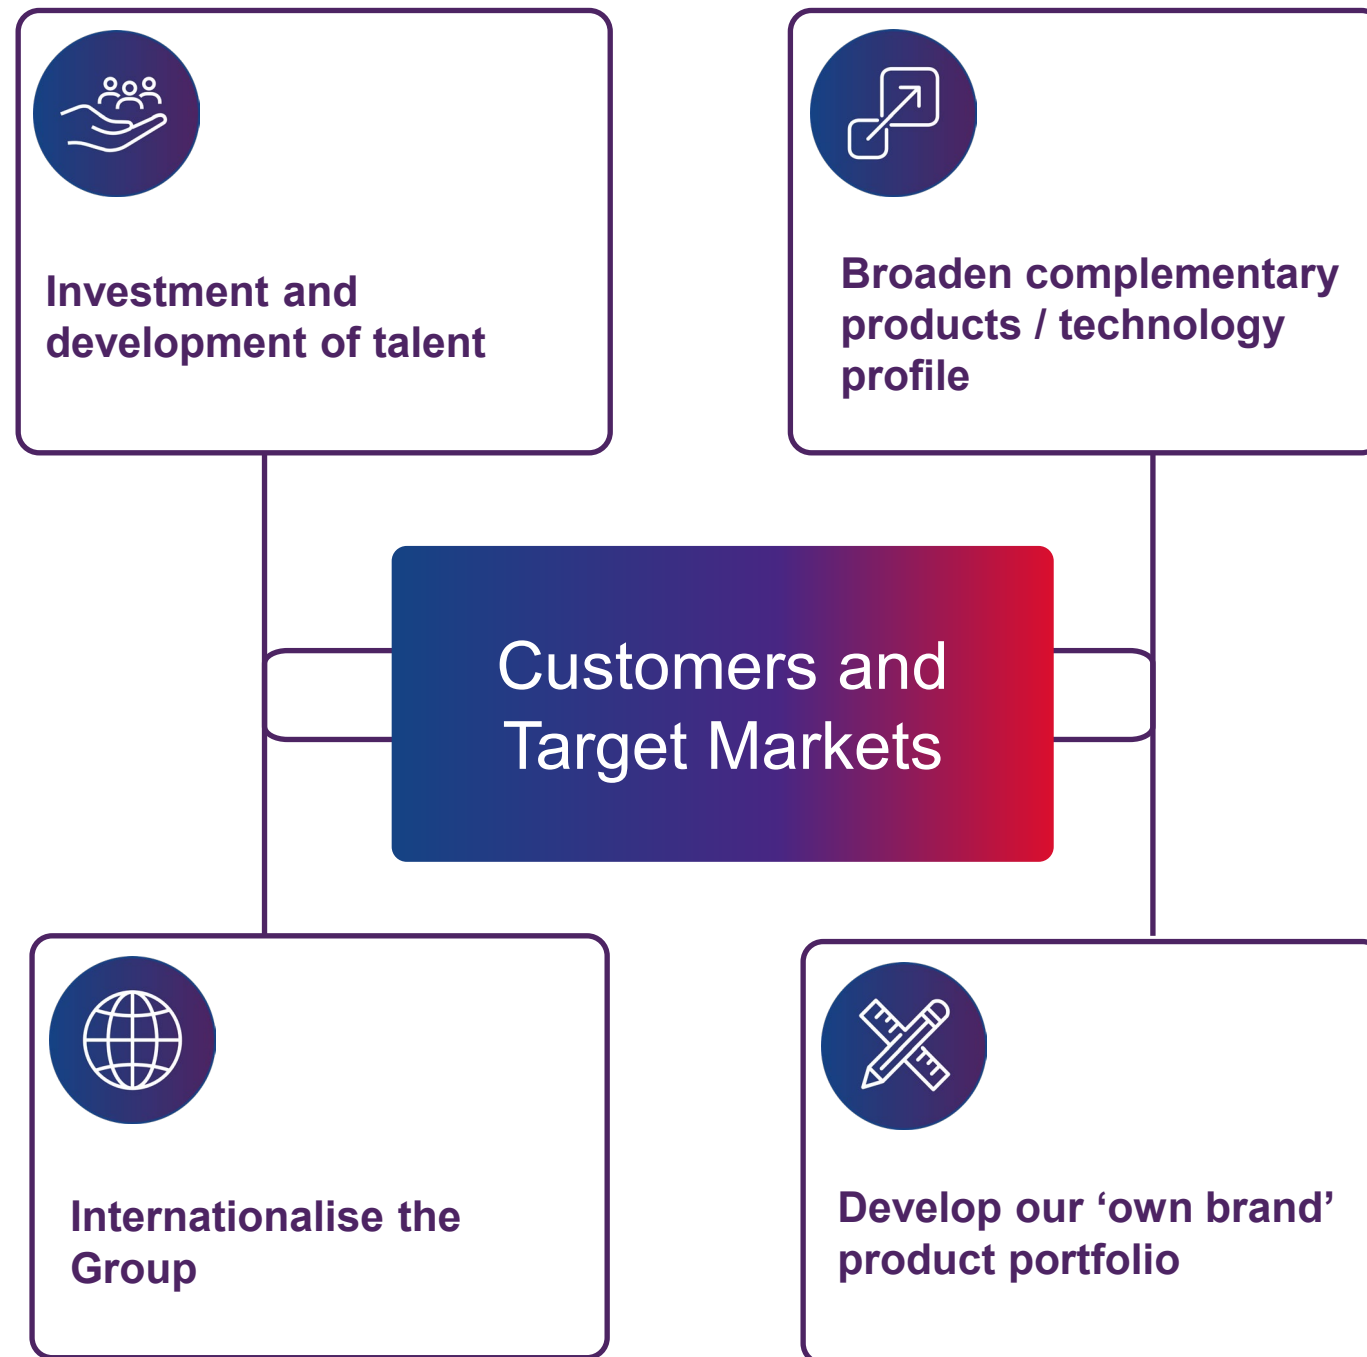 Investment and
development of talent
Broaden complementary
products / technology
profile
Customers and
Target Markets
Internationalise the
Group
Develop our ‘own brand’
product portfolio